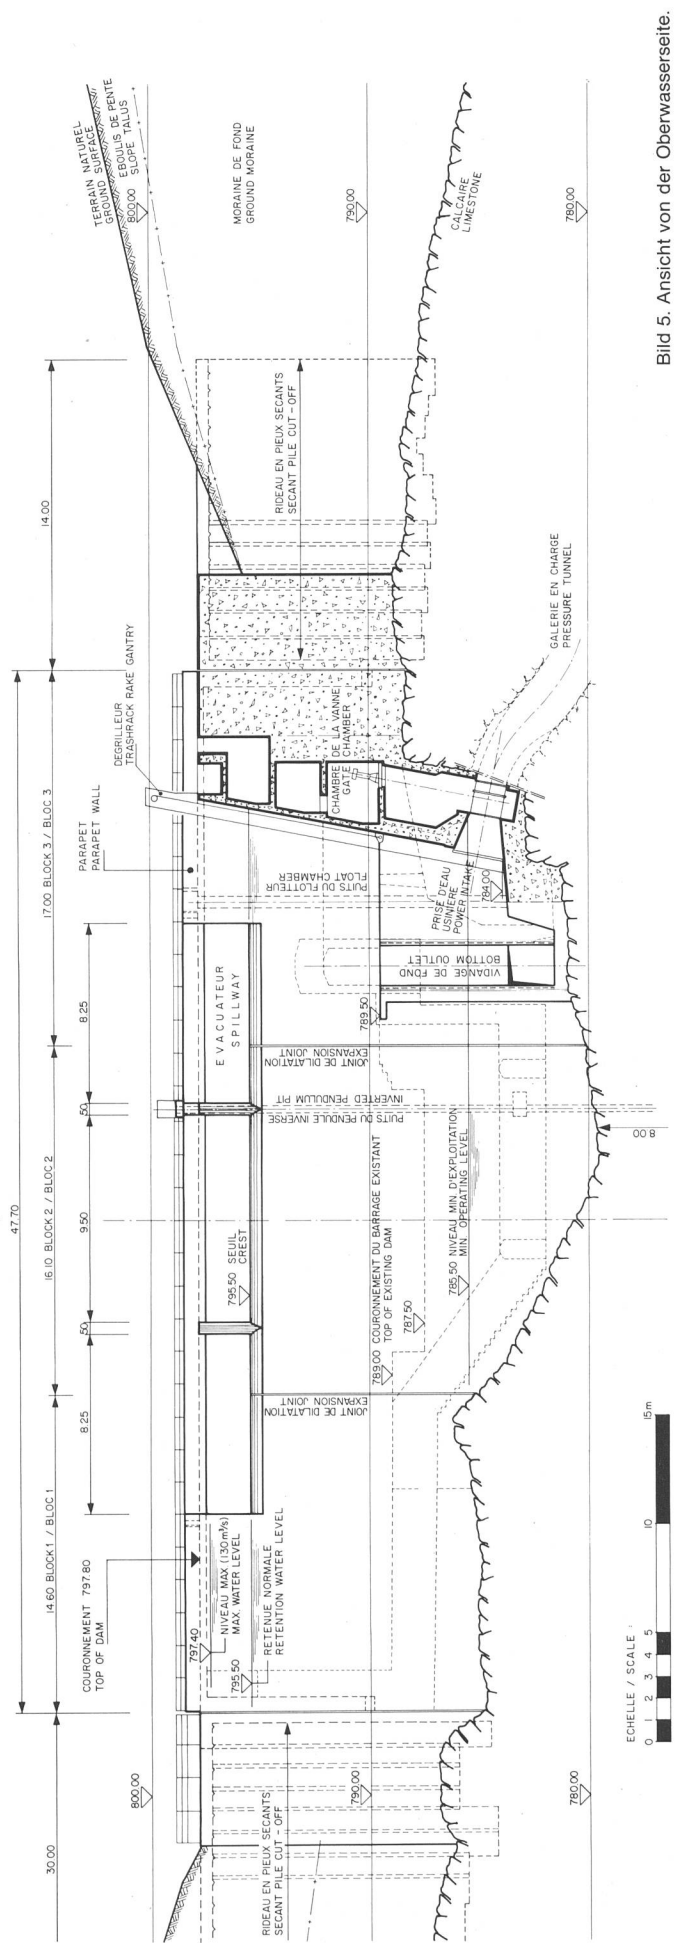 30.00
47.70
14.00
14.60 BLOCK 1 / BLOC 1
16.10 BLOCK 2 / BLOC 2
17.00 BLOCK 3 / BLOC 3
8.25
50
9.50
50
8.25
COURONNEMENT 797.80
TOP OF DAM
PARAPET
PARAPET WALL
DEGRILLEUR
TRASHRACK RAKE GANTRY
TERRAIN NATUREL
GROUND SURFACE
EBOULIS DE PENTE
SLOPE TALUS
800.00
800.00
797.40
NIVEAU MAX (130 m³/s)
MAX. WATER LEVEL
795.50
RETENUE NORMALE
RETENTION WATER LEVEL
795.50 SEUIL
CREST
EVACUATEUR
SPILLWAY
MORAINE DE FOND
GROUND MORAINE
RIDEAU EN PIEUX SECANTS
SECANT PILE CUT-OFF
RIDEAU EN PIEUX SECANTS
SECANT PILE CUT-OFF
JOINT DE DILATATION
EXPANSION JOINT
PUITS DU PENDULE INVERSE
INVERTED PENDULUM PIT
JOINT DE DILATATION
EXPANSION JOINT
PUITS DU FLOTTEUR
FLOAT CHAMBER
CHAMBRE DE LA VANNE
GATE CHAMBER
790.00
790.00
789.00 COURONNEMENT DU BARRAGE EXISTANT
TOP OF EXISTING DAM
787.50
789.50
785.50 NIVEAU MIN. D'EXPLOITATION
MIN. OPERATING LEVEL
VIDANGE DE FOND
BOTTOM OUTLET
PRISE D'EAU
USINIERE
POWER INTAKE
784.00
CALCAIRE
LIMESTONE
GALERIE EN CHARGE
PRESSURE TUNNEL
780.00
780.00
8.00
ECHELLE / SCALE :
0 1 2 3 4 5 10 15m
Bild 5. Ansicht von der Oberwasserseite.